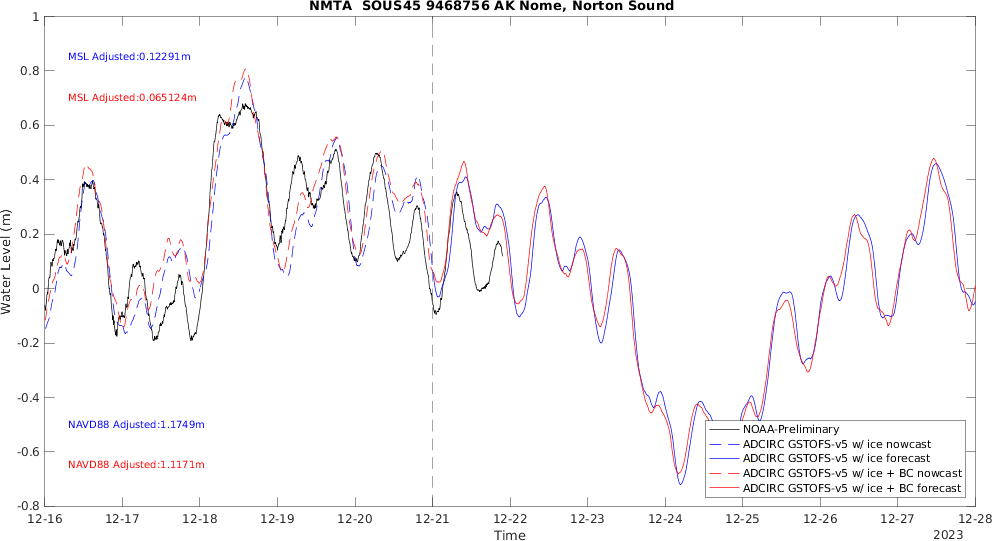 NMTA  SOUS45 9468756 AK Nome, Norton Sound
MSL Adjusted:0.12291m
MSL Adjusted:0.065124m
NAVD88 Adjusted:1.1749m
NAVD88 Adjusted:1.1171m
Water Level (m)
1
0.8
0.6
0.4
0.2
0
-0.2
-0.4
-0.6
-0.8
NOAA-Preliminary
ADCIRC GSTOFS-v5 w/ ice nowcast
ADCIRC GSTOFS-v5 w/ ice forecast
ADCIRC GSTOFS-v5 w/ ice + BC nowcast
ADCIRC GSTOFS-v5 w/ ice + BC forecast
12-16 12-17 12-18 12-19 12-20 12-21 12-22 12-23 12-24 12-25 12-26 12-27 12-28
Time
2023